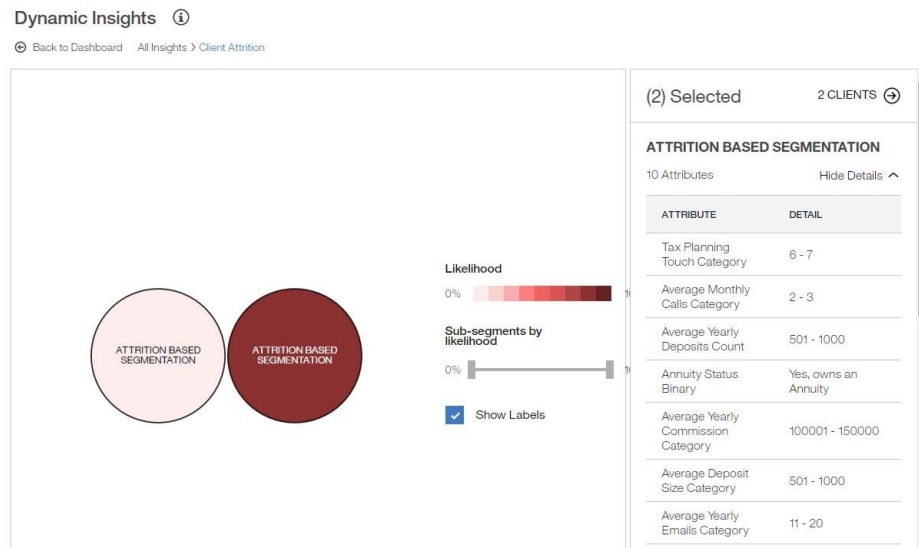 Dynamic Insights
Back to Dashboard All Insights > Client Attrition
ATTRITION BASED
SEGMENTATION
ATTRITION BASED
SEGMENTATION
Likelihood
0%
Sub-segments by
likelihood
0%
Show Labels
(2) Selected 2 CLIENTS
ATTRITION BASED SEGMENTATION
10 Attributes Hide Details
ATTRIBUTE DETAIL
Tax Planning
Touch Category
6 - 7
Average Monthly
Calls Category
2 - 3
Average Yearly
Deposits Count
501 - 1000
Annuity Status
Binary
Yes, owns an
Annuity
Average Yearly
Commission
Category
100001 - 150000
Average Deposit
Size Category
501 - 1000
Average Yearly
Emails Category
11 - 20